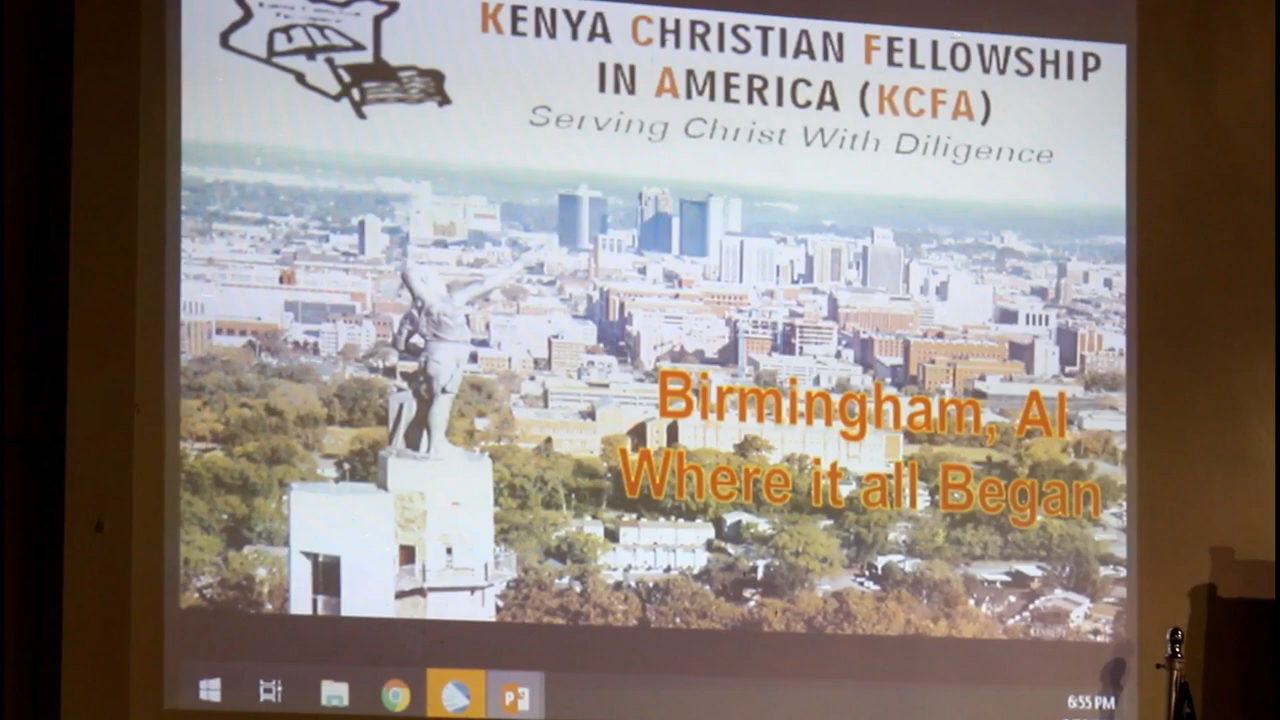 KENYA CHRISTIAN FELLOWSHIP
IN AMERICA (KCFA)
Serving Christ With Diligence
Birmingham, Al
Where it all Began
6:55 PM